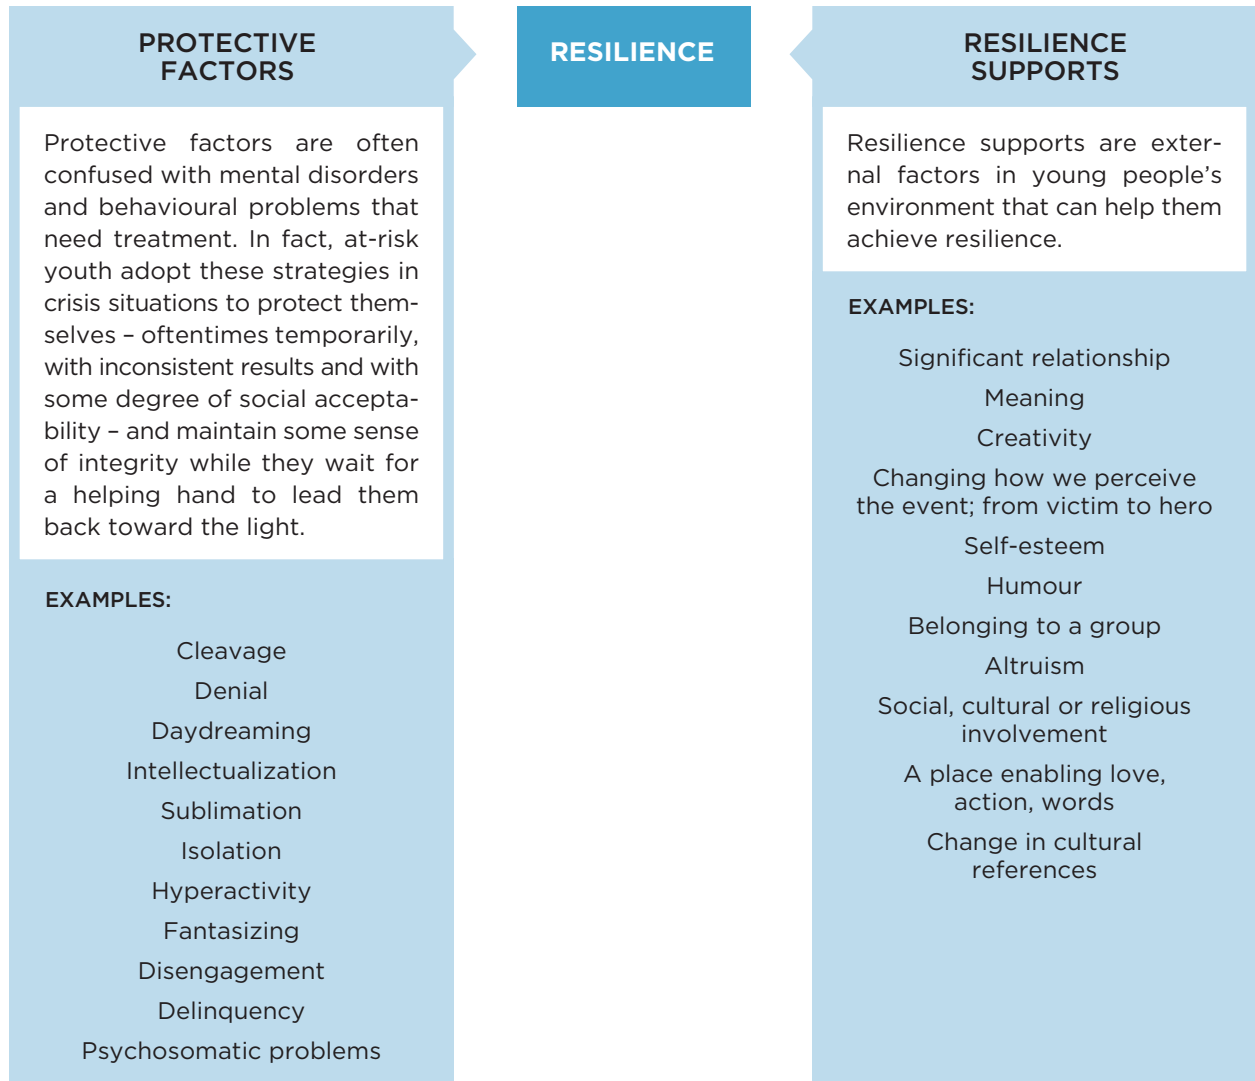 PROTECTIVE
FACTORS
Protective factors are often
confused with mental disorders
and behavioural problems that
need treatment. In fact, at-risk
youth adopt these strategies in
crisis situations to protect them-
selves – oftentimes temporarily,
with inconsistent results and with
some degree of social accepta-
bility – and maintain some sense
of integrity while they wait for
a helping hand to lead them
back toward the light.
EXAMPLES:
Cleavage
Denial
Daydreaming
Intellectualization
Sublimation
Isolation
Hyperactivity
Fantasizing
Disengagement
Delinquency
Psychosomatic problems
RESILIENCE
RESILIENCE
SUPPORTS
Resilience supports are exter-
nal factors in young people’s
environment that can help them
achieve resilience.
EXAMPLES:
Significant relationship
Meaning
Creativity
Changing how we perceive
the event; from victim to hero
Self-esteem
Humour
Belonging to a group
Altruism
Social, cultural or religious
involvement
A place enabling love,
action, words
Change in cultural
references